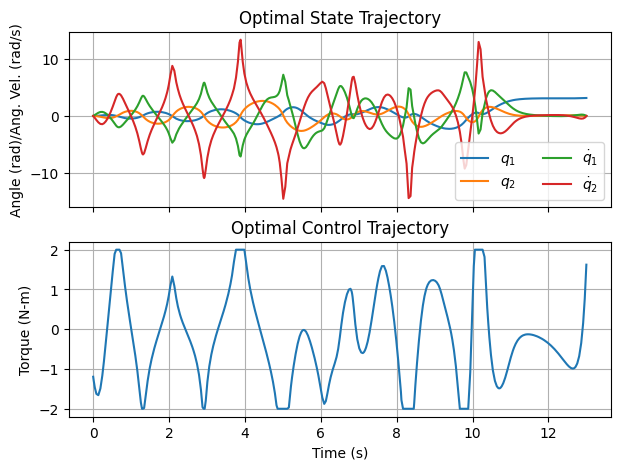 Optimal State Trajectory
Angle (rad)/Ang. Vel. (rad/s)
10
0
−10
q₁
q₂
q̇₁
q̇₂
Optimal Control Trajectory
Torque (N-m)
2
1
0
−1
−2
0 2 4 6 8 10 12
Time (s)